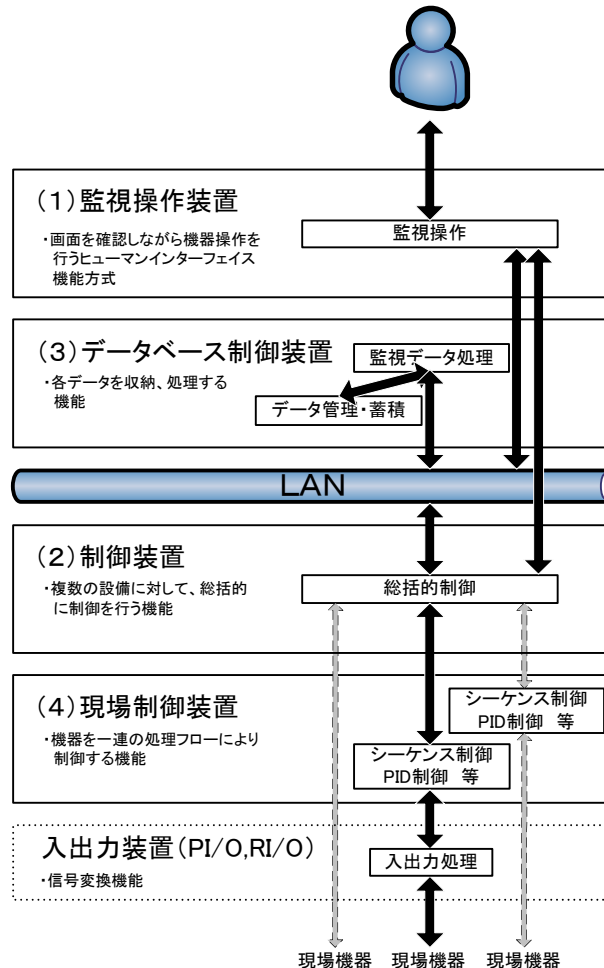 (1)監視操作装置
・画面を確認しながら機器操作を
行うヒューマンインターフェイス
機能方式
監視操作
(3)データベース制御装置
・各データを収納、処理する
機能
監視データ処理
データ管理・蓄積
LAN
(2)制御装置
・複数の設備に対して、総括的
に制御を行う機能
総括的制御
(4)現場制御装置
・機器を一連の処理フローにより
制御する機能
シーケンス制御
PID制御 等
シーケンス制御
PID制御 等
入出力装置(PI/O,RI/O)
・信号変換機能
入出力処理
現場機器 現場機器 現場機器